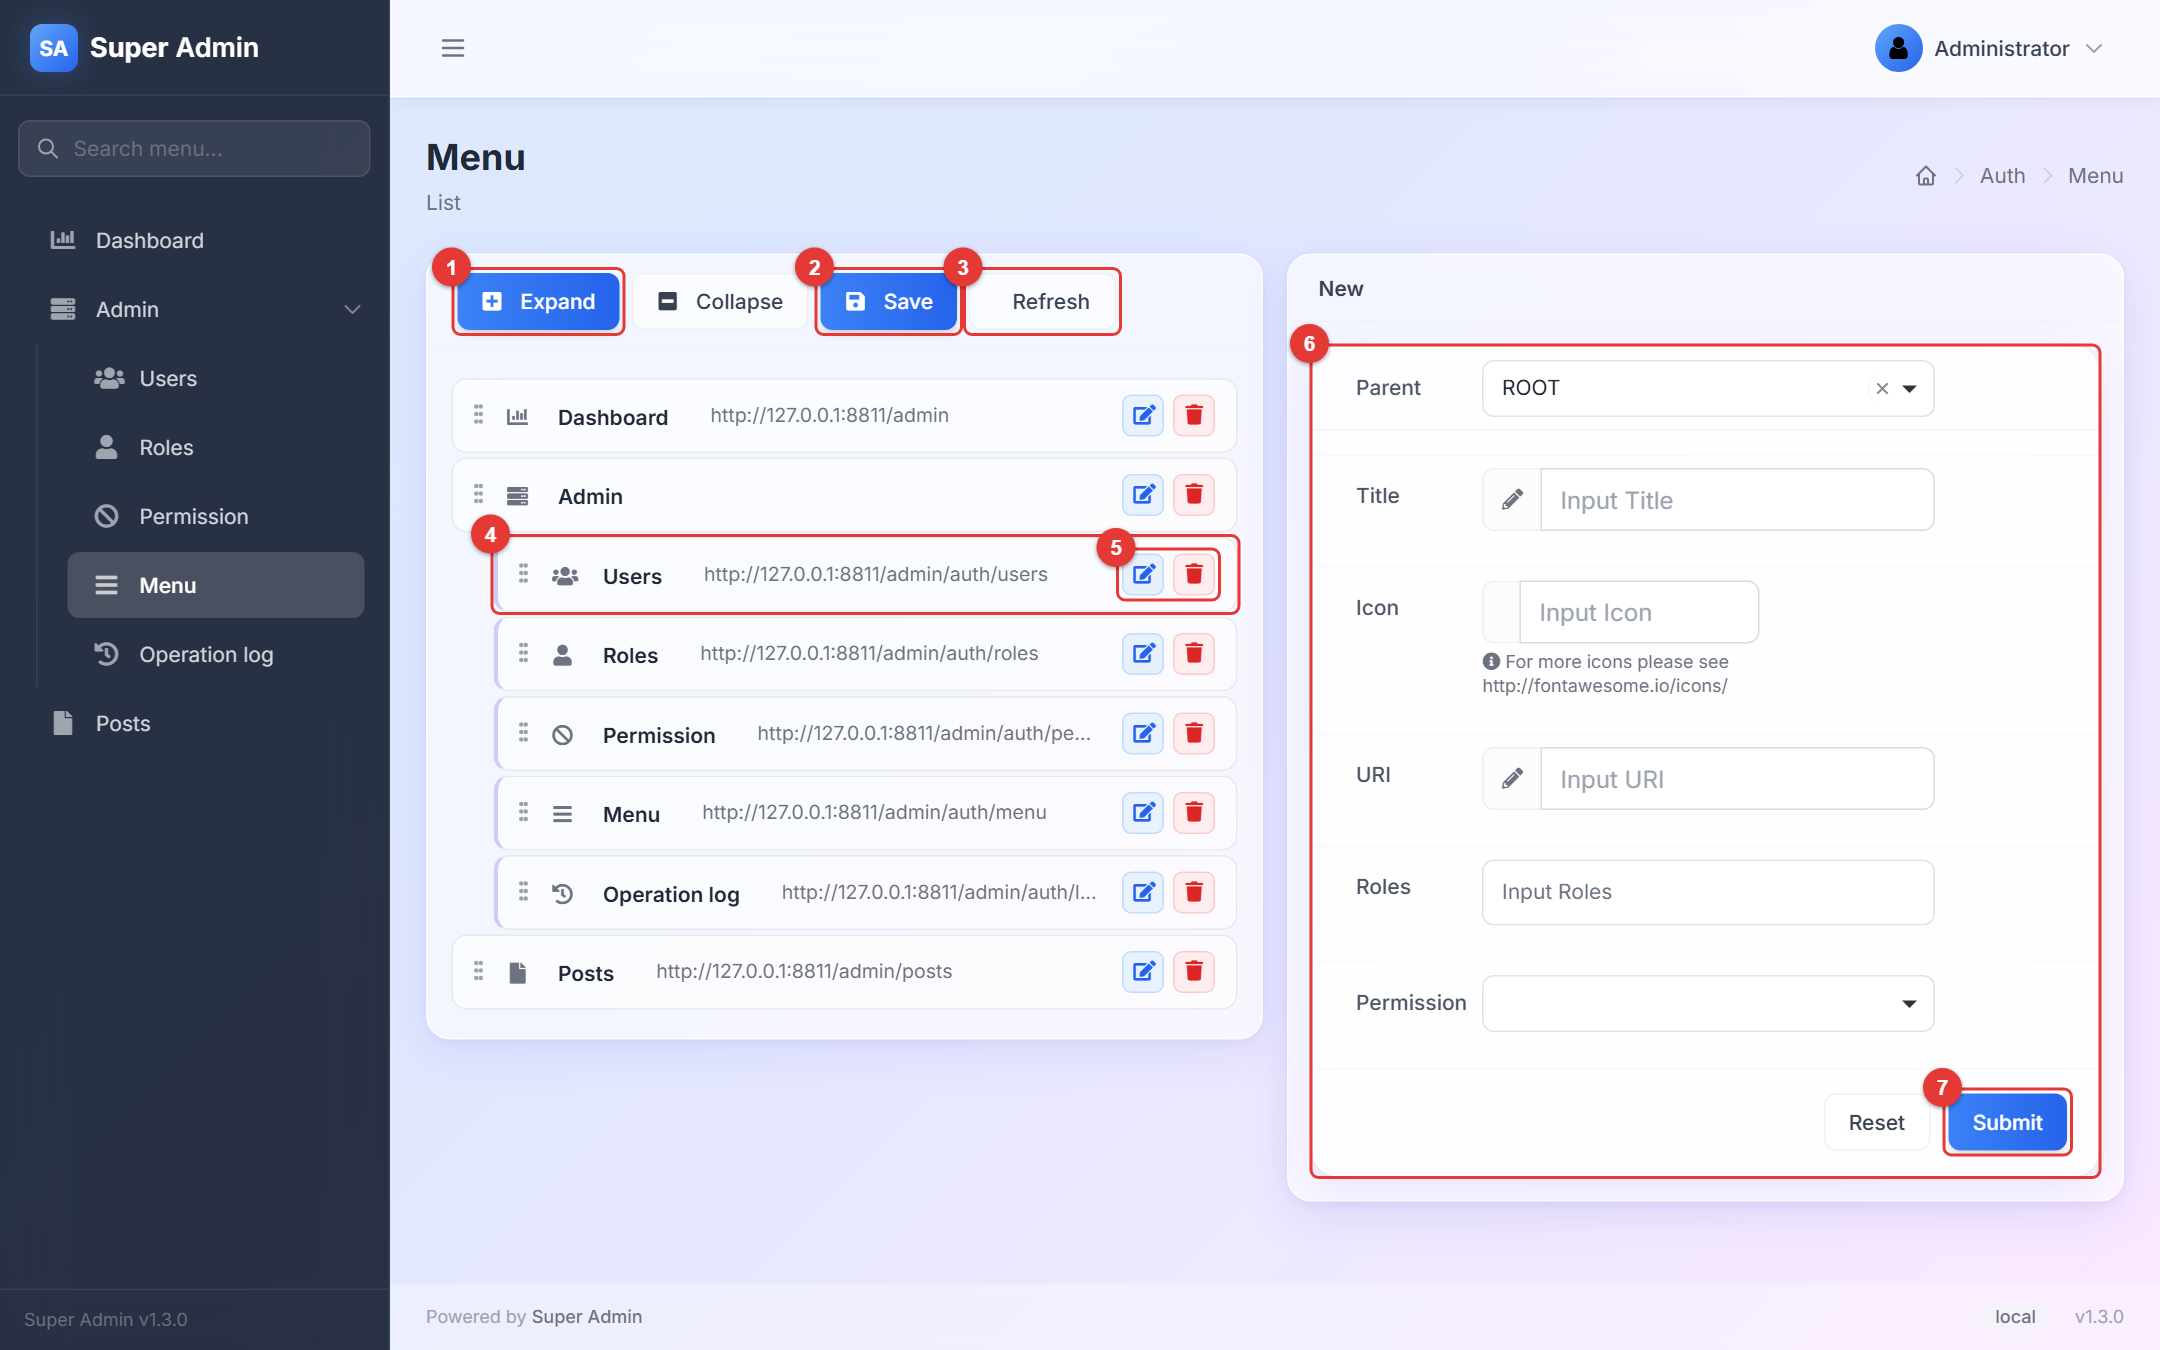 SA Super Admin
Administrator
Search menu...
Dashboard
Admin
Users
Roles
Permission
Menu
Operation log
Posts
Super Admin v1.3.0
Menu
List
Auth
Menu
1
Expand
Collapse
2
Save
3
Refresh
Dashboard http://127.0.0.1:8811/admin
Admin
4
5
Users http://127.0.0.1:8811/admin/auth/users
Roles http://127.0.0.1:8811/admin/auth/roles
Permission http://127.0.0.1:8811/admin/auth/pe...
Menu http://127.0.0.1:8811/admin/auth/menu
Operation log http://127.0.0.1:8811/admin/auth/l...
Posts http://127.0.0.1:8811/admin/posts
New
6
Parent ROOT
Title Input Title
Icon Input Icon
For more icons please see
http://fontawesome.io/icons/
URI Input URI
Roles Input Roles
Permission
7
Reset Submit
Powered by Super Admin
local v1.3.0